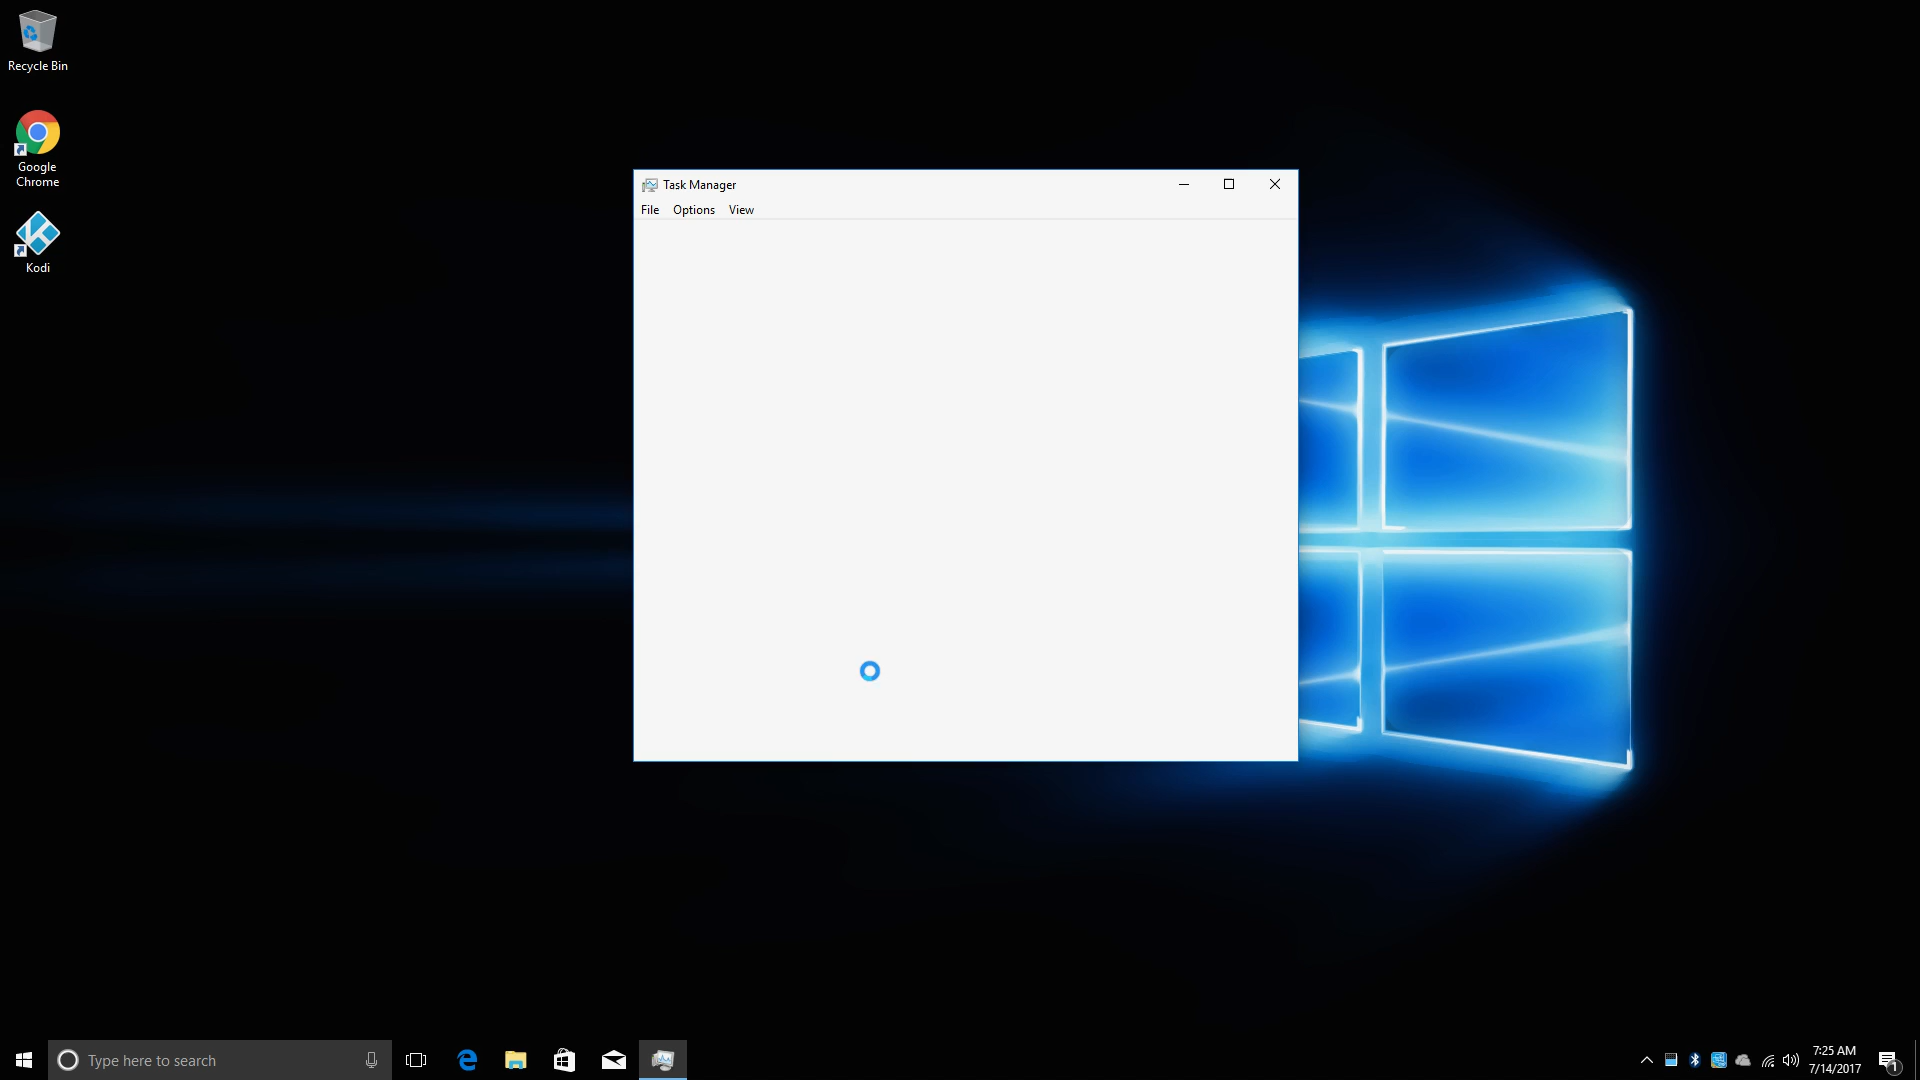 Recycle Bin
Google
Chrome
Kodi
Task Manager
File Options View
Type here to search
7:25 AM
7/14/2017
1